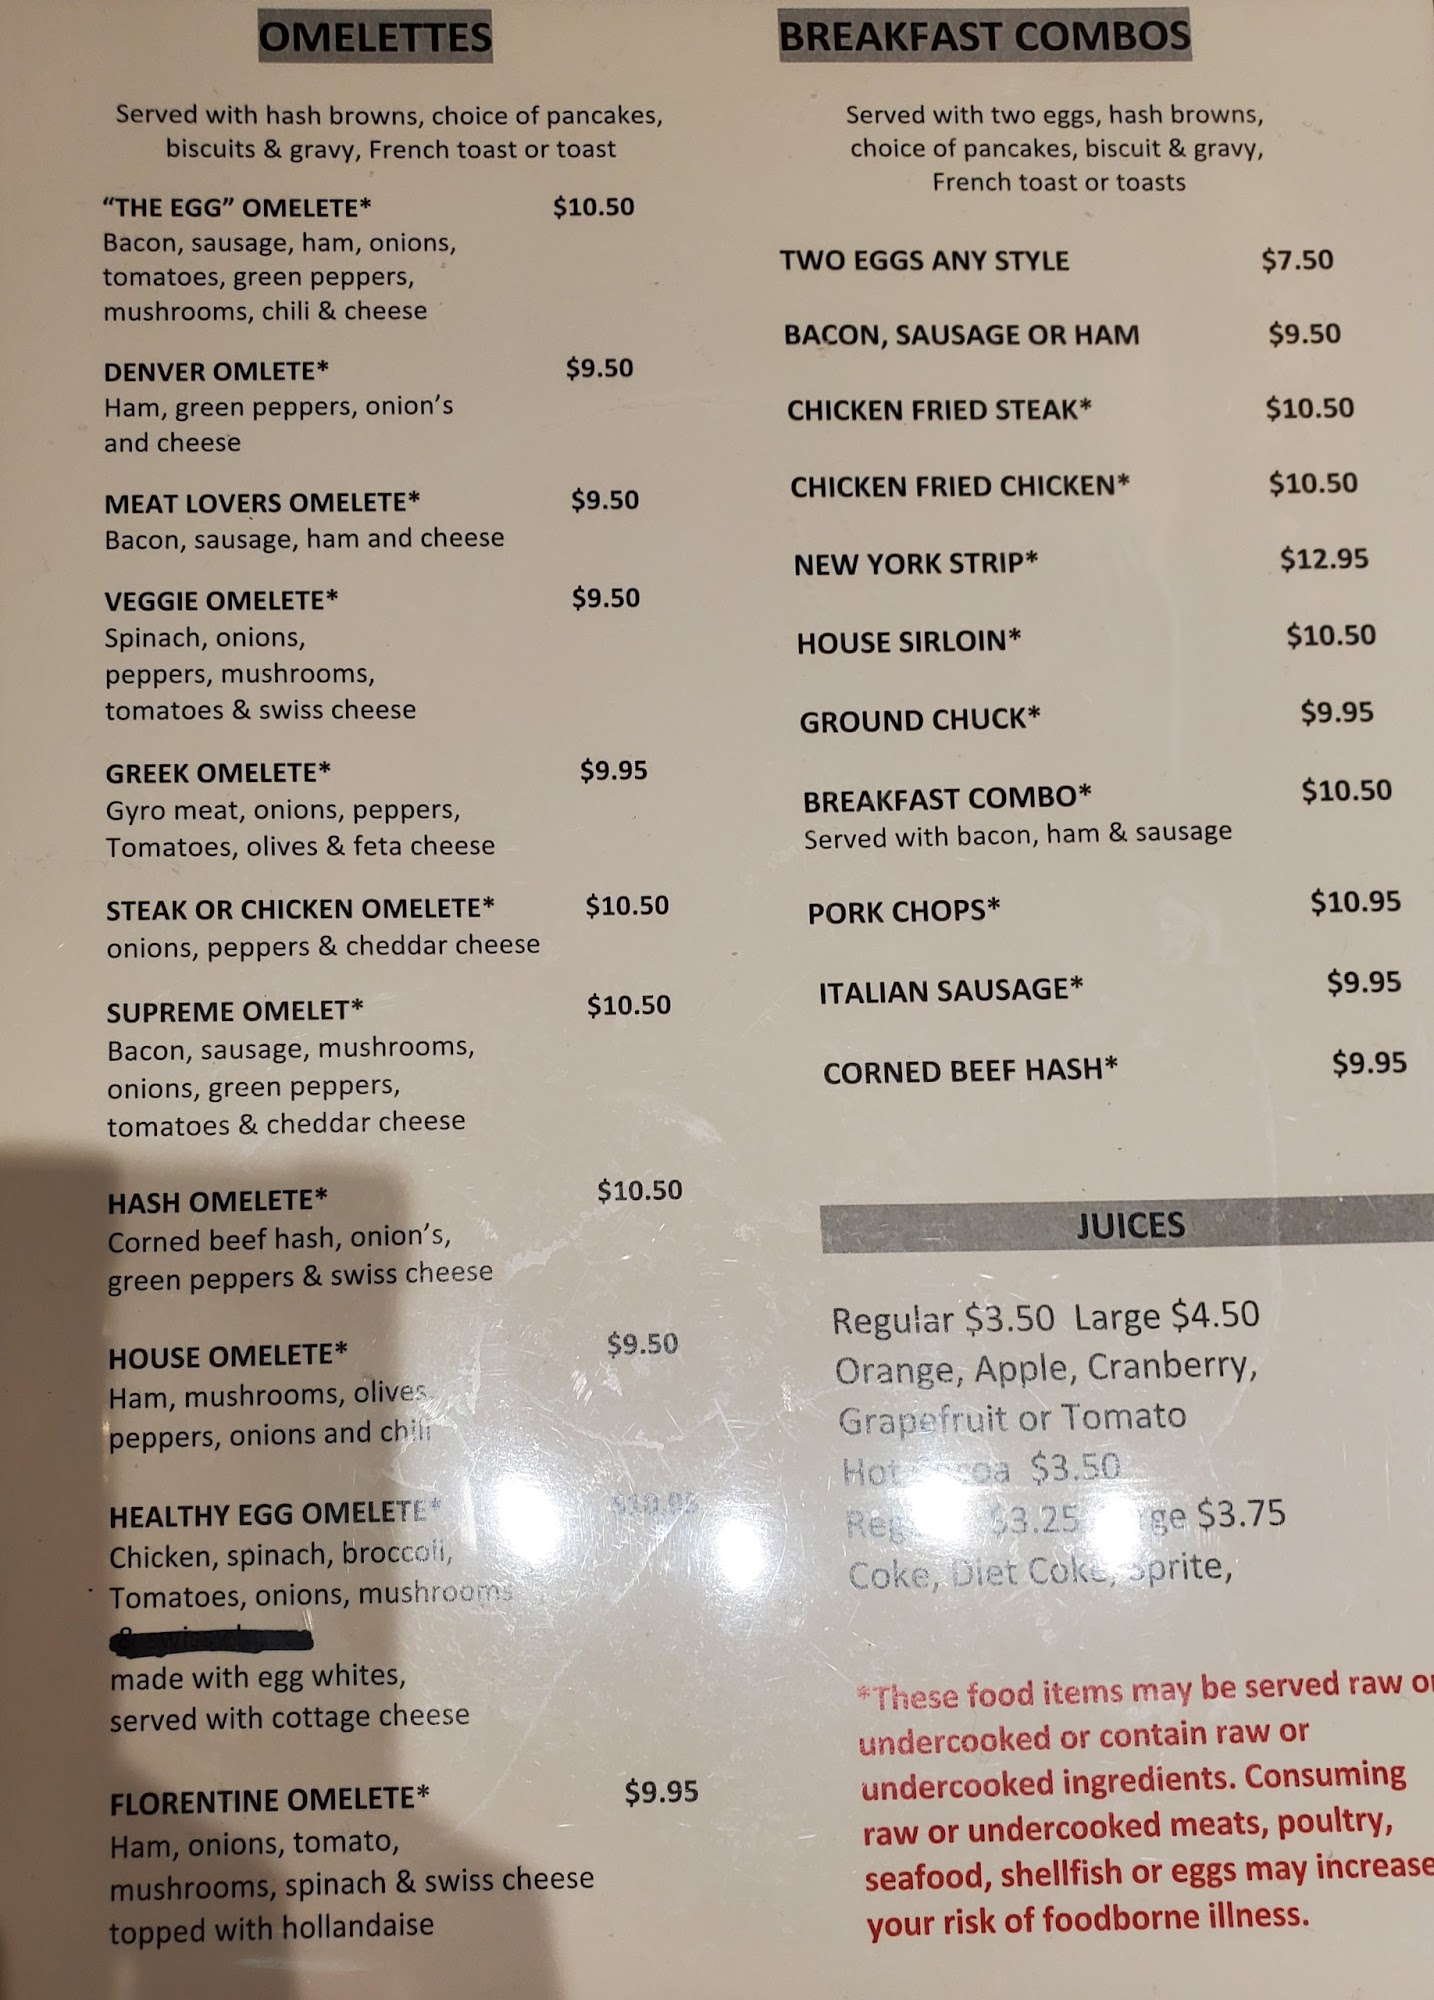 OMELETTES
Served with hash browns, choice of pancakes,
biscuits & gravy, French toast or toast
“THE EGG” OMELETE* $10.50
Bacon, sausage, ham, onions,
tomatoes, green peppers,
mushrooms, chili & cheese
DENVER OMLETE* $9.50
Ham, green peppers, onion’s
and cheese
MEAT LOVERS OMELETE* $9.50
Bacon, sausage, ham and cheese
VEGGIE OMELETE* $9.50
Spinach, onions,
peppers, mushrooms,
tomatoes & swiss cheese
GREEK OMELETE* $9.95
Gyro meat, onions, peppers,
Tomatoes, olives & feta cheese
STEAK OR CHICKEN OMELETE* $10.50
onions, peppers & cheddar cheese
SUPREME OMELET* $10.50
Bacon, sausage, mushrooms,
onions, green peppers,
tomatoes & cheddar cheese
HASH OMELETE* $10.50
Corned beef hash, onion’s,
green peppers & swiss cheese
HOUSE OMELETE* $9.50
Ham, mushrooms, olives
peppers, onions and chili
HEALTHY EGG OMELETE* $10.95
Chicken, spinach, broccoli,
Tomatoes, onions, mushrooms
made with egg whites,
served with cottage cheese
FLORENTINE OMELETE* $9.95
Ham, onions, tomato,
mushrooms, spinach & swiss cheese
topped with hollandaise
BREAKFAST COMBOS
Served with two eggs, hash browns,
choice of pancakes, biscuit & gravy,
French toast or toasts
TWO EGGS ANY STYLE $7.50
BACON, SAUSAGE OR HAM $9.50
CHICKEN FRIED STEAK* $10.50
CHICKEN FRIED CHICKEN* $10.50
NEW YORK STRIP* $12.95
HOUSE SIRLOIN* $10.50
GROUND CHUCK* $9.95
BREAKFAST COMBO* $10.50
Served with bacon, ham & sausage
PORK CHOPS* $10.95
ITALIAN SAUSAGE* $9.95
CORNED BEEF HASH* $9.95
JUICES
Regular $3.50 Large $4.50
Orange, Apple, Cranberry,
Grapefruit or Tomato
Hot Cocoa $3.50
$3.25 $3.75
Coke, Diet Coke, Sprite,
*These food items may be served raw or
undercooked or contain raw or
undercooked ingredients. Consuming
raw or undercooked meats, poultry,
seafood, shellfish or eggs may increase
your risk of foodborne illness.